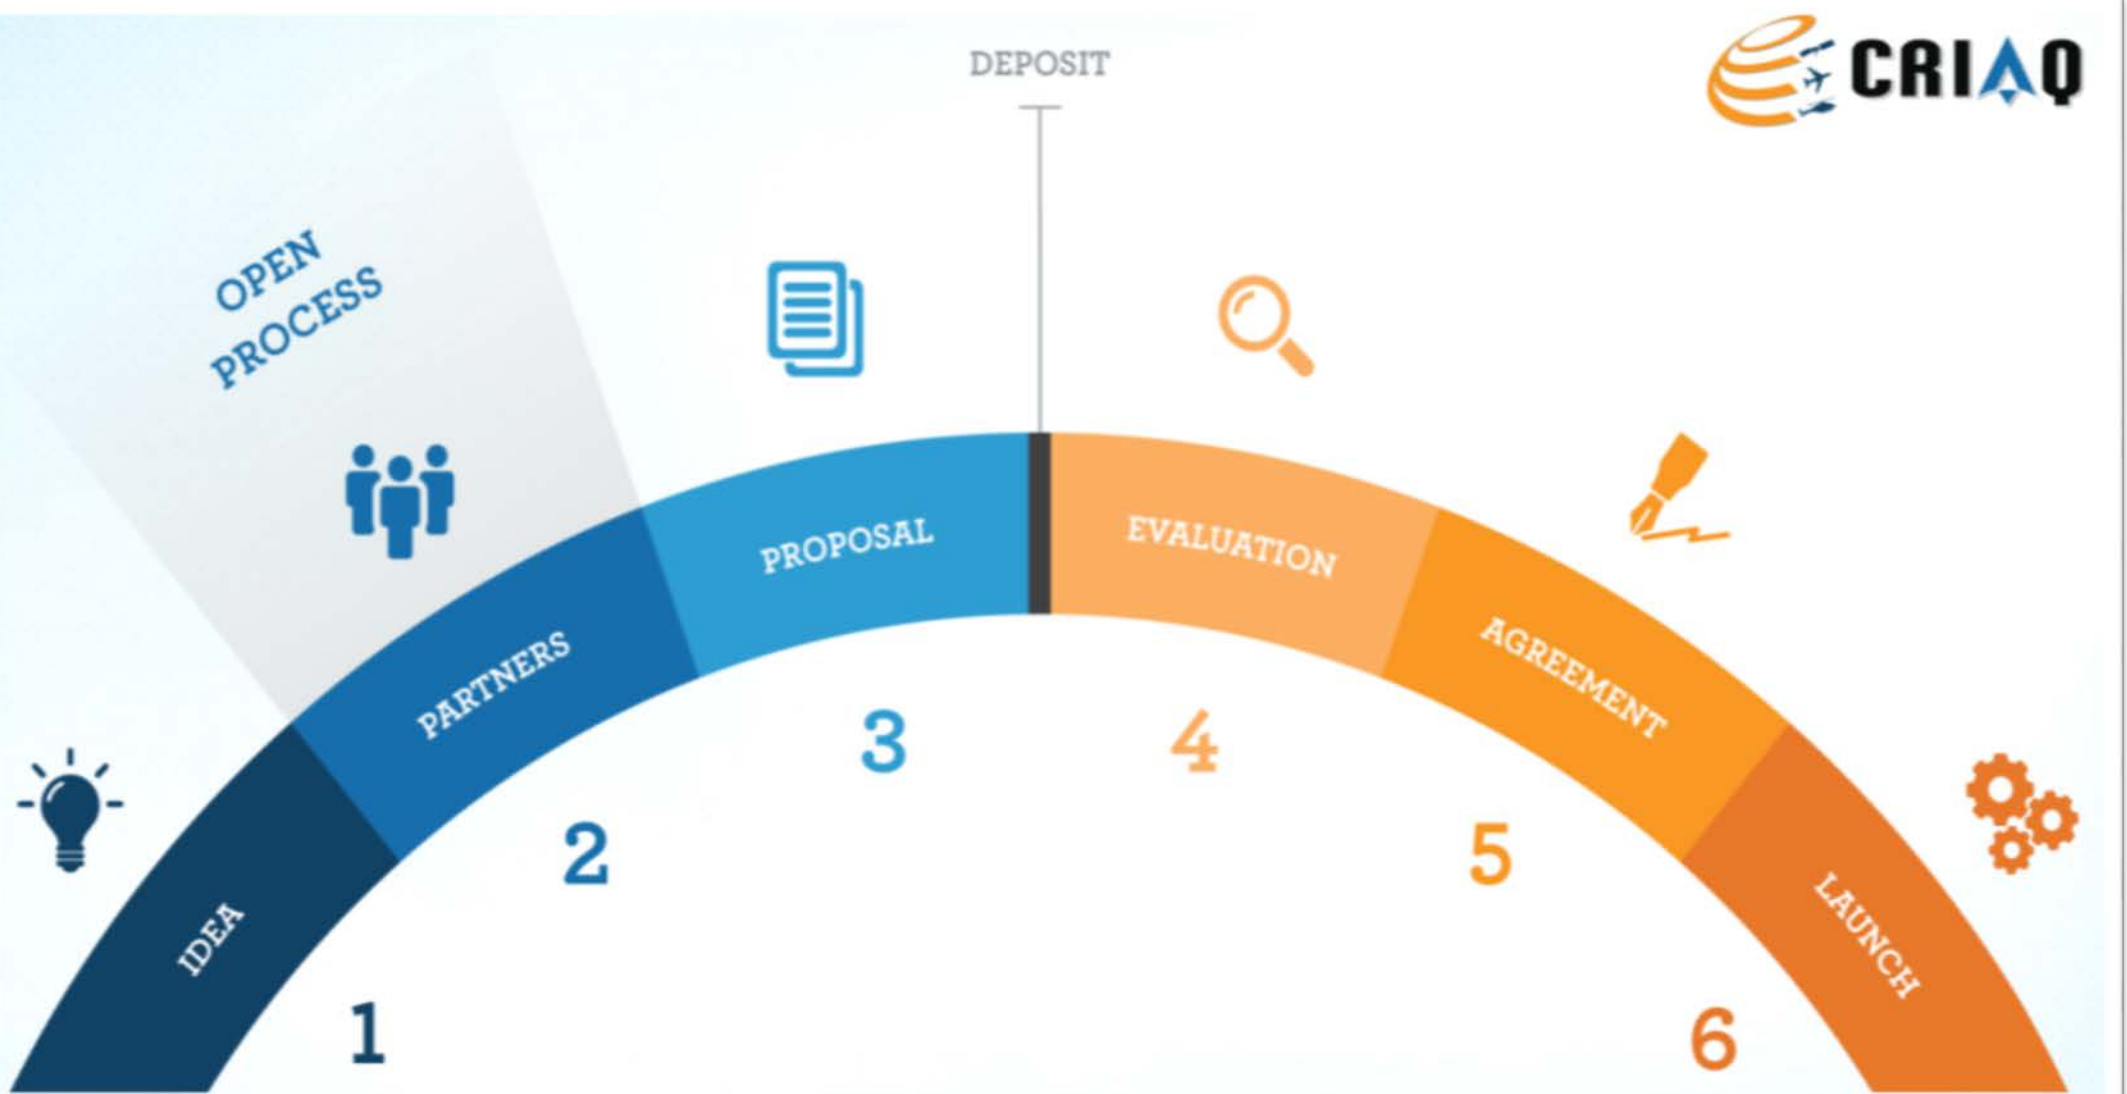 DEPOSIT
CRIAQ
OPEN
PROCESS
IDEA
PARTNERS
PROPOSAL
EVALUATION
AGREEMENT
LAUNCH
1
2
3
4
5
6